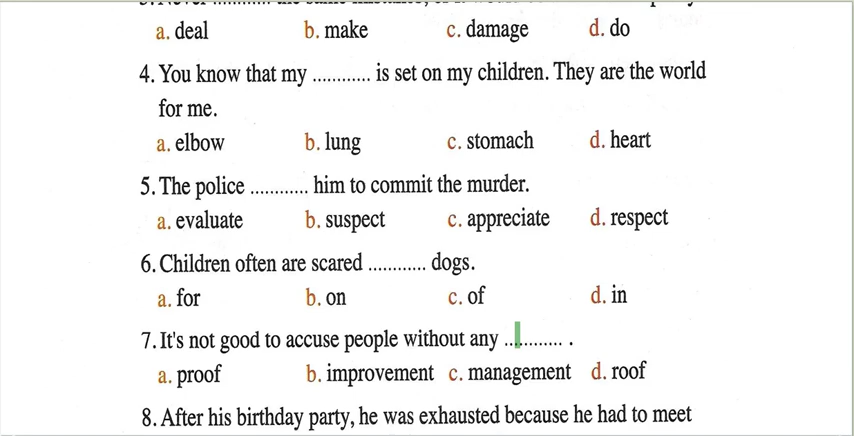 a. deal b. make c. damage d. do
4. You know that my ............ is set on my children. They are the world
for me.
a. elbow b. lung c. stomach d. heart
5. The police ............ him to commit the murder.
a. evaluate b. suspect c. appreciate d. respect
6. Children often are scared ............ dogs.
a. for b. on c. of d. in
7. It's not good to accuse people without any ............ .
a. proof b. improvement c. management d. roof
8. After his birthday party, he was exhausted because he had to meet